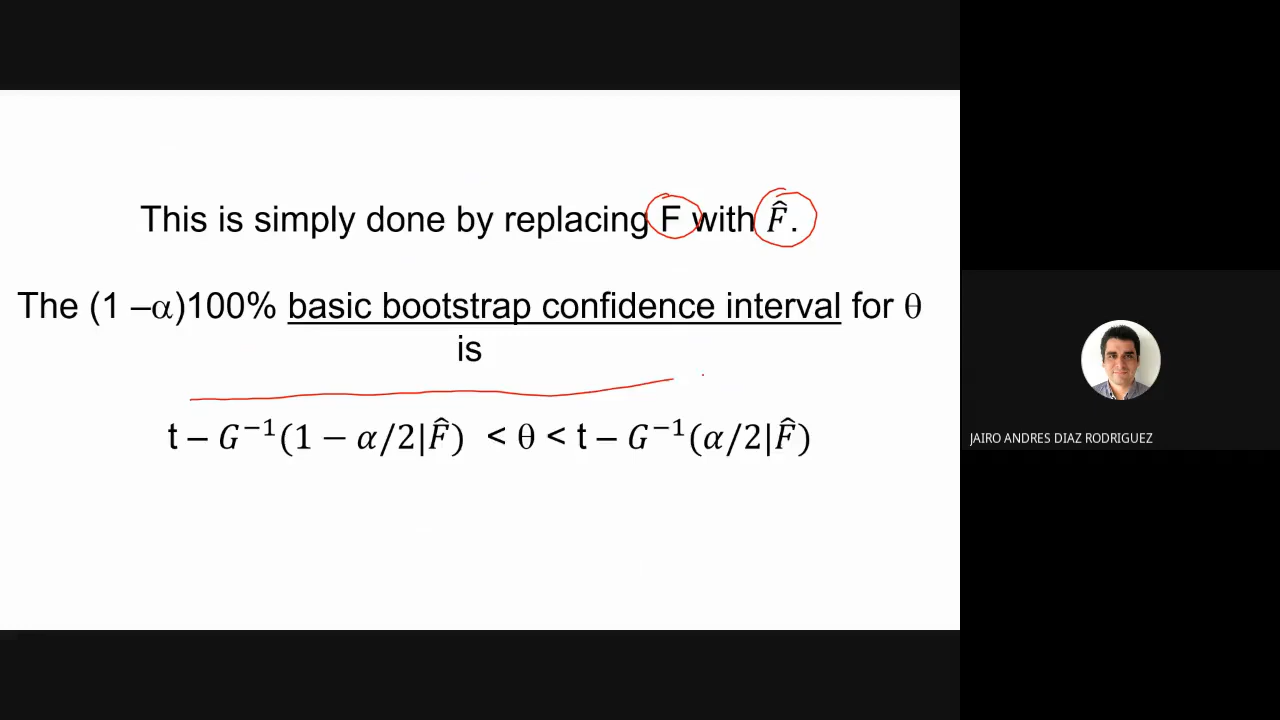 This is simply done by replacing F with F̂.
The (1 –α)100% basic bootstrap confidence interval for θ
is
t – G⁻¹(1 − α/2|F̂) < θ < t – G⁻¹(α/2|F̂)
JAIRO ANDRES DIAZ RODRIGUEZ